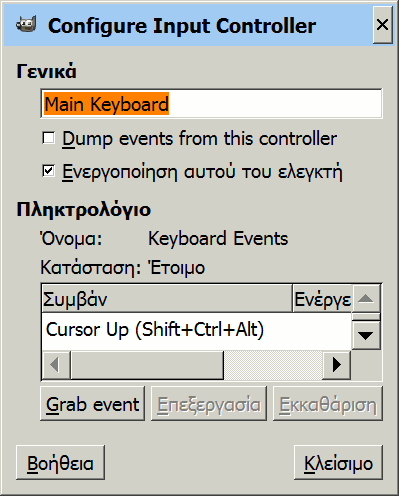 Configure Input Controller
Γενικά
Main Keyboard
Dump events from this controller
Ενεργοποίηση αυτού του ελεγκτή
Πληκτρολόγιο
Όνομα: Keyboard Events
Κατάσταση: Έτοιμο
Συμβάν Ενέργε
Cursor Up (Shift+Ctrl+Alt)
Grab event Επεξεργασία Εκκαθάριση
Βοήθεια Κλείσιμο